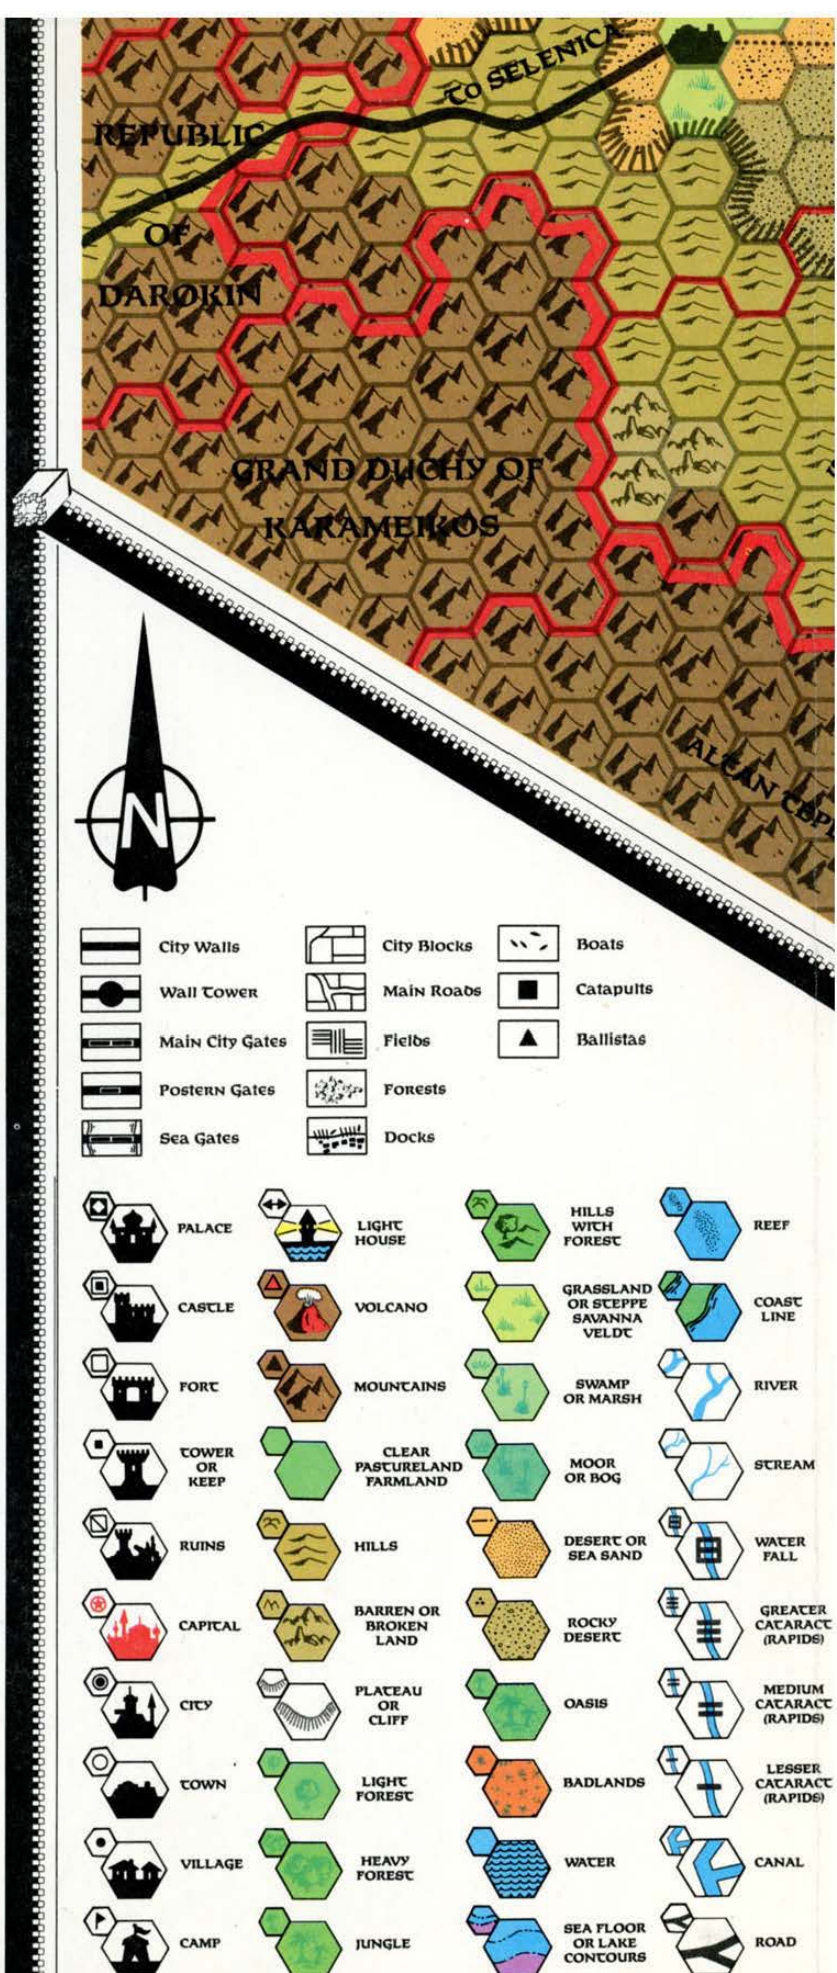 TO SELENICA
REPUBLIC
OF
DAROKIN
GRAND DUCHY OF
KARAMEIKOS
N
City Walls
Wall Tower
Main City Gates
Postern Gates
Sea Gates
City Blocks
Main Roads
Fields
Forests
Docks
Boats
Catapults
Ballistas
PALACE
CASTLE
FORT
TOWER
OR
KEEP
RUINS
CAPITAL
CITY
TOWN
VILLAGE
CAMP
LIGHT
HOUSE
VOLCANO
MOUNTAINS
CLEAR
PASTURELAND
FARMLAND
HILLS
BARREN OR
BROKEN
LAND
PLATEAU
OR
CLIFF
LIGHT
FOREST
HEAVY
FOREST
JUNGLE
HILLS
WITH
FOREST
GRASSLAND
OR STEPPE
SAVANNA
VELDT
SWAMP
OR MARSH
MOOR
OR BOG
DESERT OR
SEA SAND
ROCKY
DESERT
OASIS
BADLANDS
WATER
SEA FLOOR
OR LAKE
CONTOURS
REEF
COAST
LINE
RIVER
STREAM
WATER
FALL
GREATER
CATARACT
(RAPIDS)
MEDIUM
CATARACT
(RAPIDS)
LESSER
CATARACT
(RAPIDS)
CANAL
ROAD